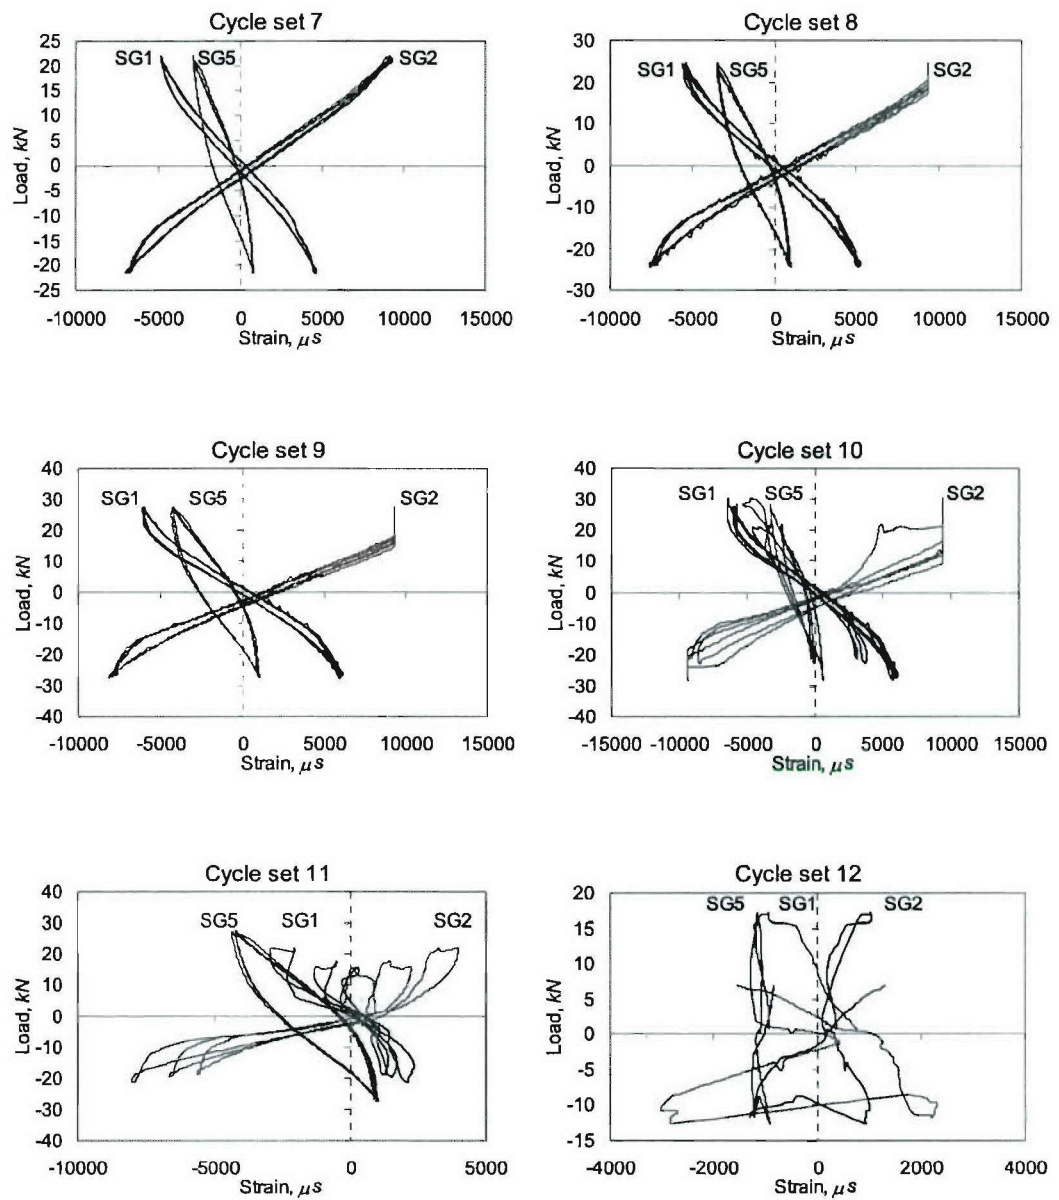 Cycle set 7
25
20
15
10
5
0
-5
-10
-15
-20
-25
Load, kN
SG1
SG5
SG2
-10000 -5000 0 5000 10000 15000
Strain, μs
Cycle set 8
30
20
10
0
-10
-20
-30
Load, kN
SG1
SG5
SG2
-10000 -5000 0 5000 10000 15000
Strain, μs
Cycle set 9
40
30
20
10
0
-10
-20
-30
-40
Load, kN
SG1
SG5
SG2
-10000 -5000 0 5000 10000 15000
Strain, μs
Cycle set 10
40
30
20
10
0
-10
-20
-30
-40
Load, kN
SG1
SG5
SG2
-15000 -10000 -5000 0 5000 10000 15000
Strain, μs
Cycle set 11
40
30
20
10
0
-10
-20
-30
-40
Load, kN
SG5
SG1
SG2
-5000 0 5000
-10000
Strain, μs
Cycle set 12
20
15
10
5
0
-5
-10
-15
Load, kN
SG5
SG1
SG2
-4000 -2000 0 2000 4000
Strain, μs